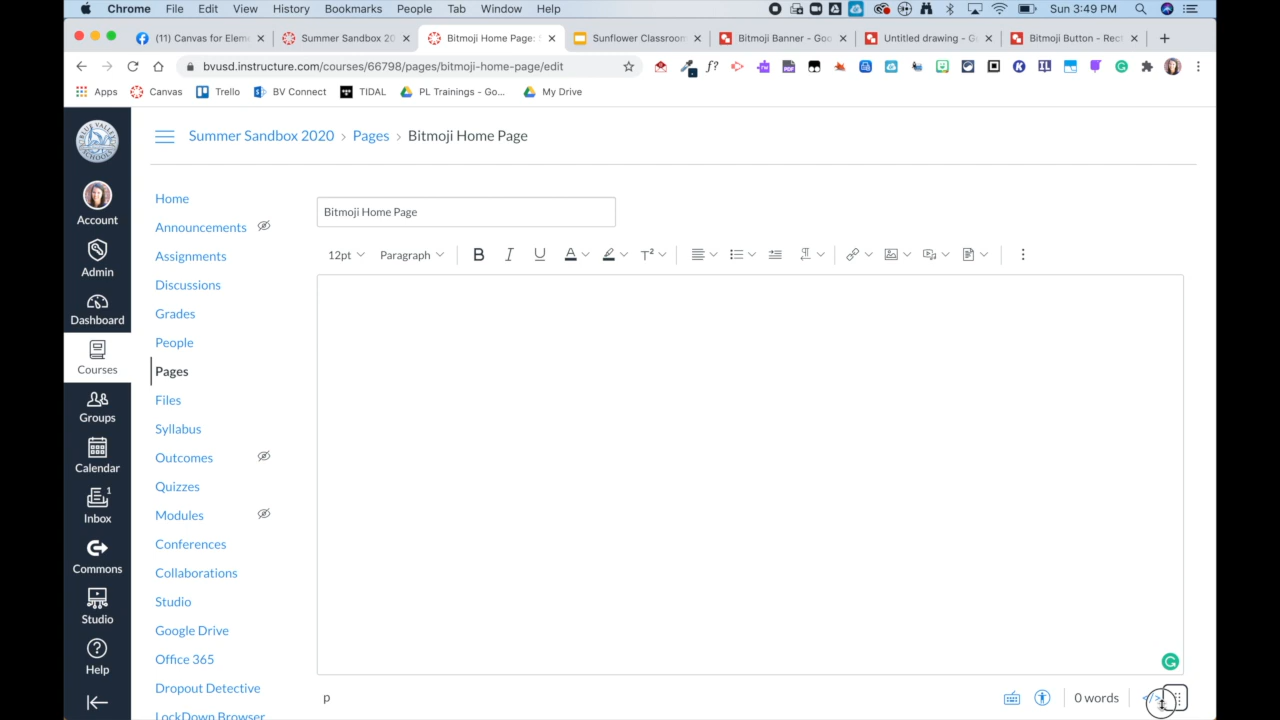 Chrome File Edit View History Bookmarks People Tab Window Help Sun 3:49 PM
(11) Canvas for Elem Summer Sandbox 20 Bitmoji Home Page: Sunflower Classroom Bitmoji Banner - Goo Untitled drawing - G Bitmoji Button - Rect
bvusd.instructure.com/courses/66798/pages/bitmoji-home-page/edit
Apps Canvas Trello BV Connect TIDAL PL Trainings - Go... My Drive
Summer Sandbox 2020 > Pages > Bitmoji Home Page
Account
Admin
Dashboard
Courses
Groups
Calendar
1
Inbox
Commons
Studio
Help
Home
Announcements
Assignments
Discussions
Grades
People
Pages
Files
Syllabus
Outcomes
Quizzes
Modules
Conferences
Collaborations
Studio
Google Drive
Office 365
Dropout Detective
LockDown Browser
Bitmoji Home Page
12pt Paragraph B I U A T²
p 0 words </>